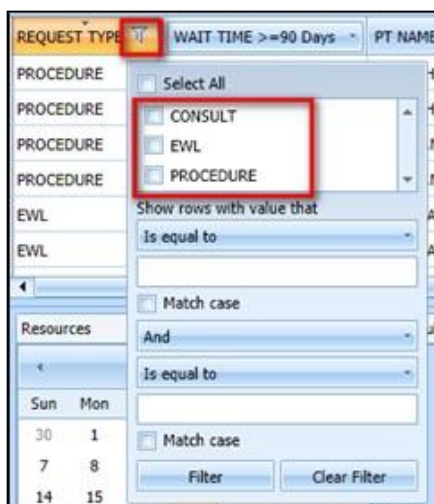 REQUEST TYPE WAIT TIME >=90 Days PT NAME
PROCEDURE
Select All
PROCEDURE
CONSULT
PROCEDURE
EWL
PROCEDURE
PROCEDURE
EWL
Show rows with value that
Is equal to
EWL
Match case
Resources
And
Is equal to
Sun Mon
30 1
Match case
7 8
Filter Clear Filter
14 15